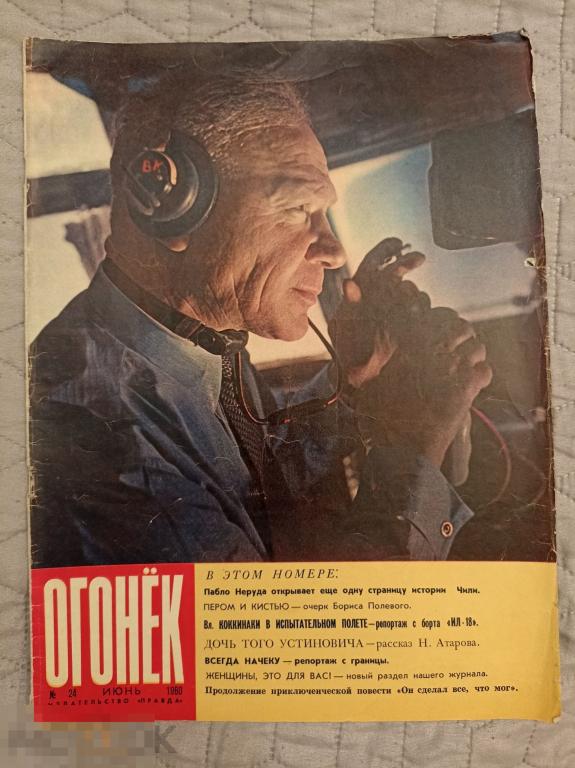 ВК
ОГОНЁК
№ 24 ИЮНЬ 1960
ИЗДАТЕЛЬСТВО «ПРАВДА»
В ЭТОМ НОМЕРЕ:
Пабло Неруда открывает еще одну страницу истории Чили.
ПЕРОМ И КИСТЬЮ — очерк Бориса Полевого.
Вл. КОККИНАКИ В ИСПЫТАТЕЛЬНОМ ПОЛЕТЕ — репортаж с борта «ИЛ-18».
ДОЧЬ ТОГО УСТИНОВИЧА — рассказ Н. Атарова.
ВСЕГДА НАЧЕКУ — репортаж с границы.
ЖЕНЩИНЫ, ЭТО ДЛЯ ВАС! — новый раздел нашего журнала.
Продолжение приключенческой повести «Он сделал все, что мог».